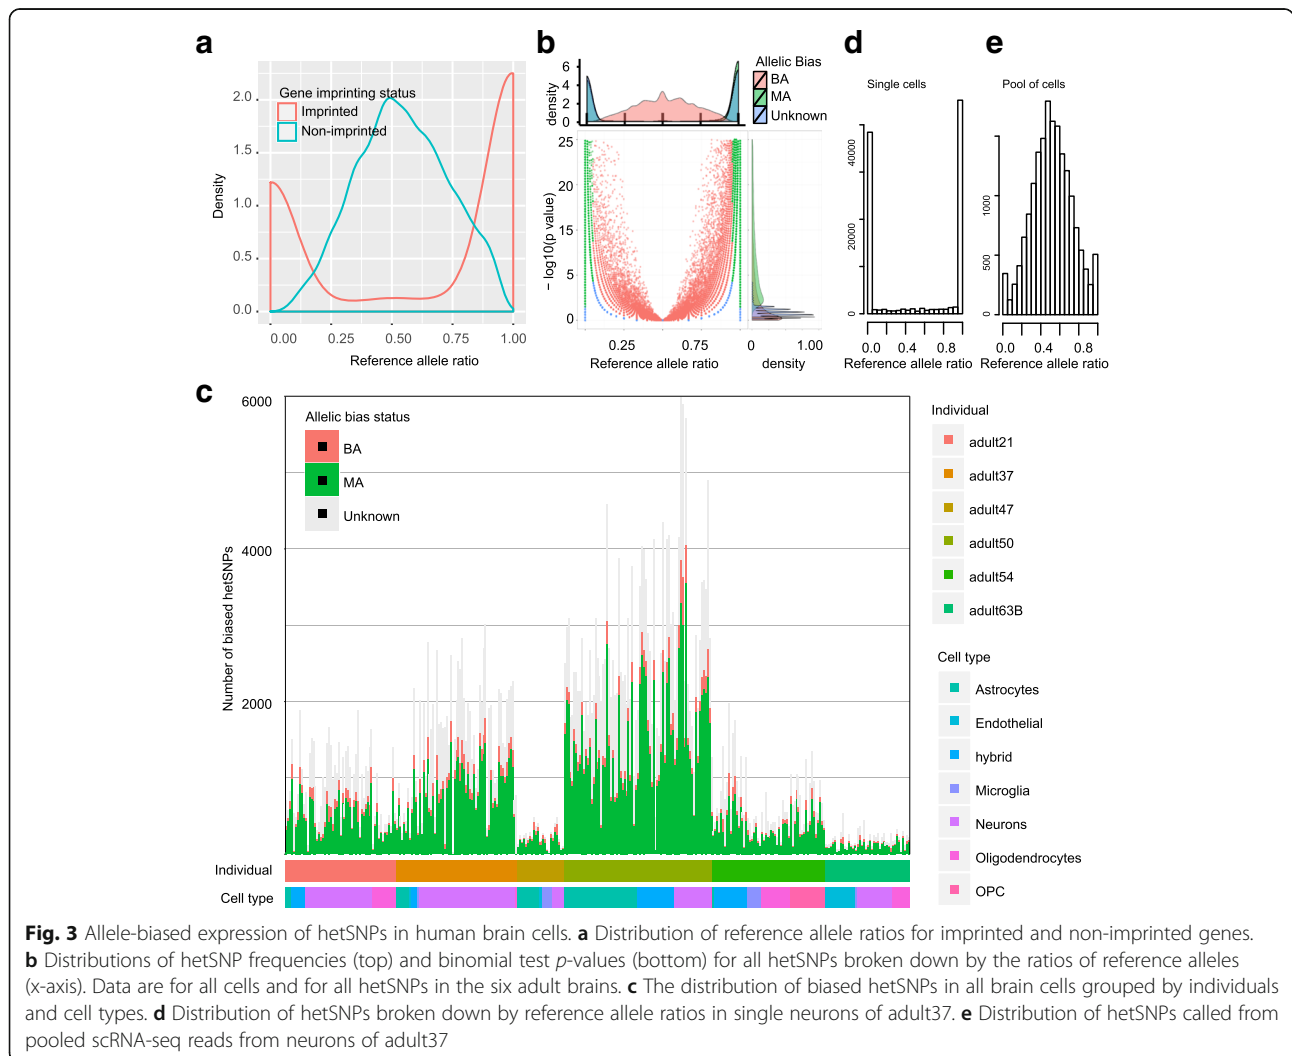 a
Gene imprinting status
Imprinted
Non-imprinted
Density
2.0
1.5
1.0
0.5
0.0
0.00 0.25 0.50 0.75 1.00
Reference allele ratio
b
density
6
4
2
0
Allelic Bias
BA
MA
Unknown
− log10(p value)
25
20
15
5
0
0.25 0.75
Reference allele ratio
0 1.00
density
d
Single cells
0 20000 40000
0.0 0.4 0.8
Reference allele ratio
e
Pool of cells
0 500 1000
0.0 0.4 0.8
Reference allele ratio
c
Number of biased hetSNPs
6000
4000
2000
Allelic bias status
BA
MA
Unknown
Individual
Cell type
Individual
adult21
adult37
adult47
adult50
adult54
adult63B
Cell type
Astrocytes
Endothelial
hybrid
Microglia
Neurons
Oligodendrocytes
OPC
Fig. 3 Allele-biased expression of hetSNPs in human brain cells. a Distribution of reference allele ratios for imprinted and non-imprinted genes.
b Distributions of hetSNP frequencies (top) and binomial test p-values (bottom) for all hetSNPs broken down by the ratios of reference alleles
(x-axis). Data are for all cells and for all hetSNPs in the six adult brains. c The distribution of biased hetSNPs in all brain cells grouped by individuals
and cell types. d Distribution of hetSNPs broken down by reference allele ratios in single neurons of adult37. e Distribution of hetSNPs called from
pooled scRNA-seq reads from neurons of adult37